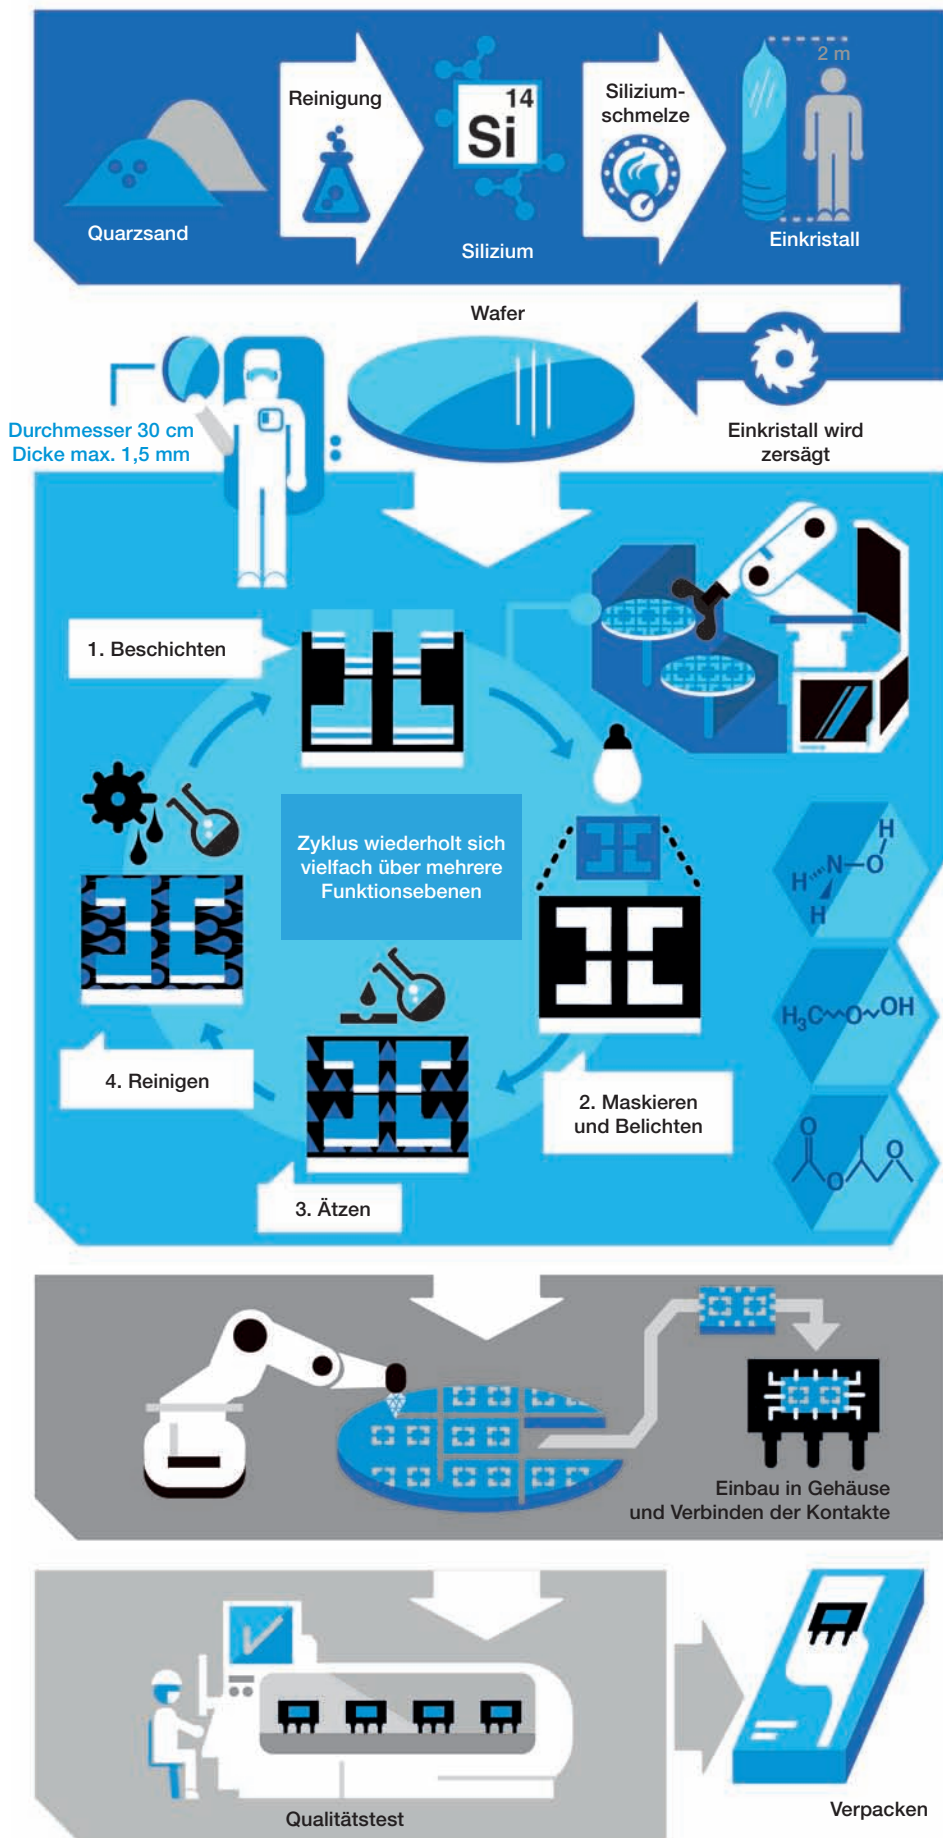 2 m
Reinigung
14
Si
Silizium-
schmelze
Quarzsand
Silizium
Einkristall
Wafer
Durchmesser 30 cm
Dicke max. 1,5 mm
Einkristall wird
zersägt
1. Beschichten
Zyklus wiederholt sich
vielfach über mehrere
Funktionsebenen
H
H N O
H
H₃C O OH
4. Reinigen
2. Maskieren
und Belichten
O
O O
3. Ätzen
Einbau in Gehäuse
und Verbinden der Kontakte
Qualitätstest
Verpacken